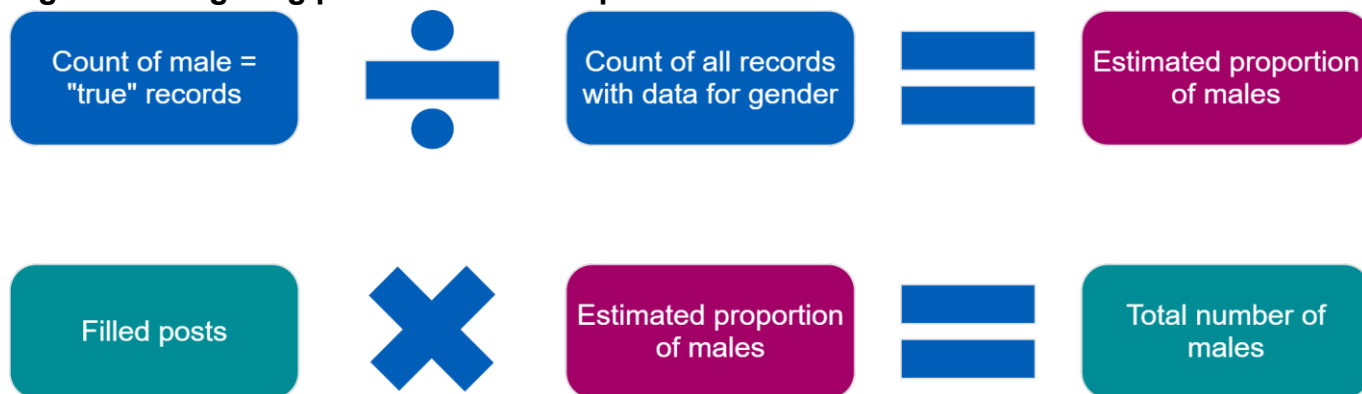 Count of male =
"true" records
Count of all records
with data for gender
Estimated proportion
of males
Filled posts
Estimated proportion
of males
Total number of
males